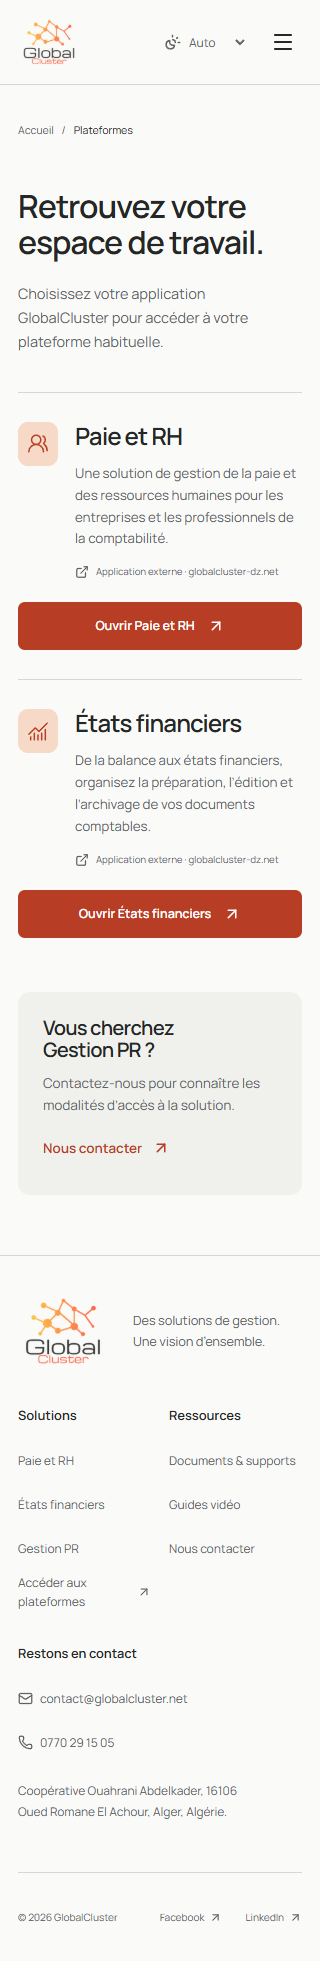 Global
Cluster
Auto
Accueil / Plateformes
Retrouvez votre
espace de travail.
Choisissez votre application
GlobalCluster pour accéder à votre
plateforme habituelle.
Paie et RH
Une solution de gestion de la paie et
des ressources humaines pour les
entreprises et les professionnels de
la comptabilité.
Application externe · globalcluster-dz.net
Ouvrir Paie et RH
États financiers
De la balance aux états financiers,
organisez la préparation, l'édition et
l'archivage de vos documents
comptables.
Application externe · globalcluster-dz.net
Ouvrir États financiers
Vous cherchez
Gestion PR ?
Contactez-nous pour connaître les
modalités d'accès à la solution.
Nous contacter
Global
Cluster
Des solutions de gestion.
Une vision d'ensemble.
Solutions
Paie et RH
États financiers
Gestion PR
Accéder aux
plateformes
Ressources
Documents & supports
Guides vidéo
Nous contacter
Restons en contact
contact@globalcluster.net
0770 29 15 05
Coopérative Ouahrani Abdelkader, 16106
Oued Romane El Achour, Alger, Algérie.
© 2026 GlobalCluster
Facebook
LinkedIn